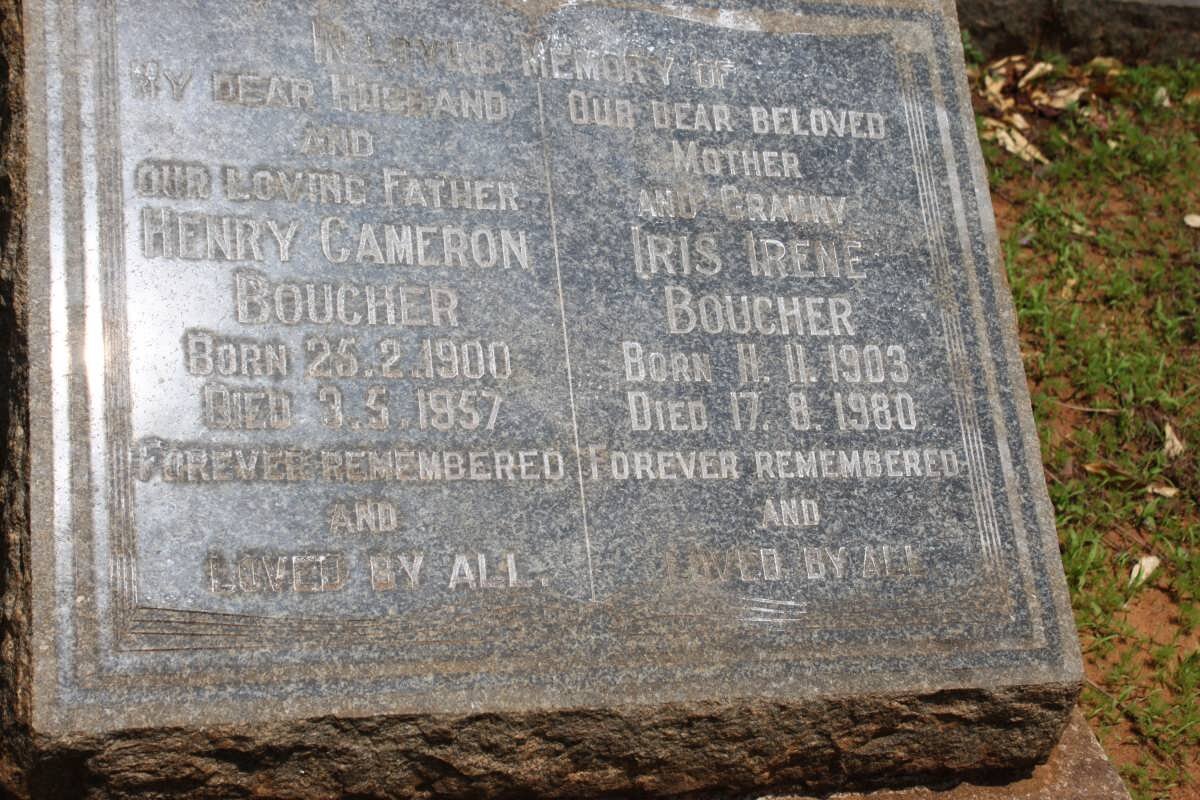 In loving Memory of
My dear Husband
and
our loving Father
Henry Cameron
Boucher
Born 25.2.1900
Died 3.5.1957
Forever remembered
and
loved by all.
Our dear beloved
Mother
and Granny
Iris Irene
Boucher
Born 11.11.1903
Died 17.8.1980
Forever remembered
and
loved by all